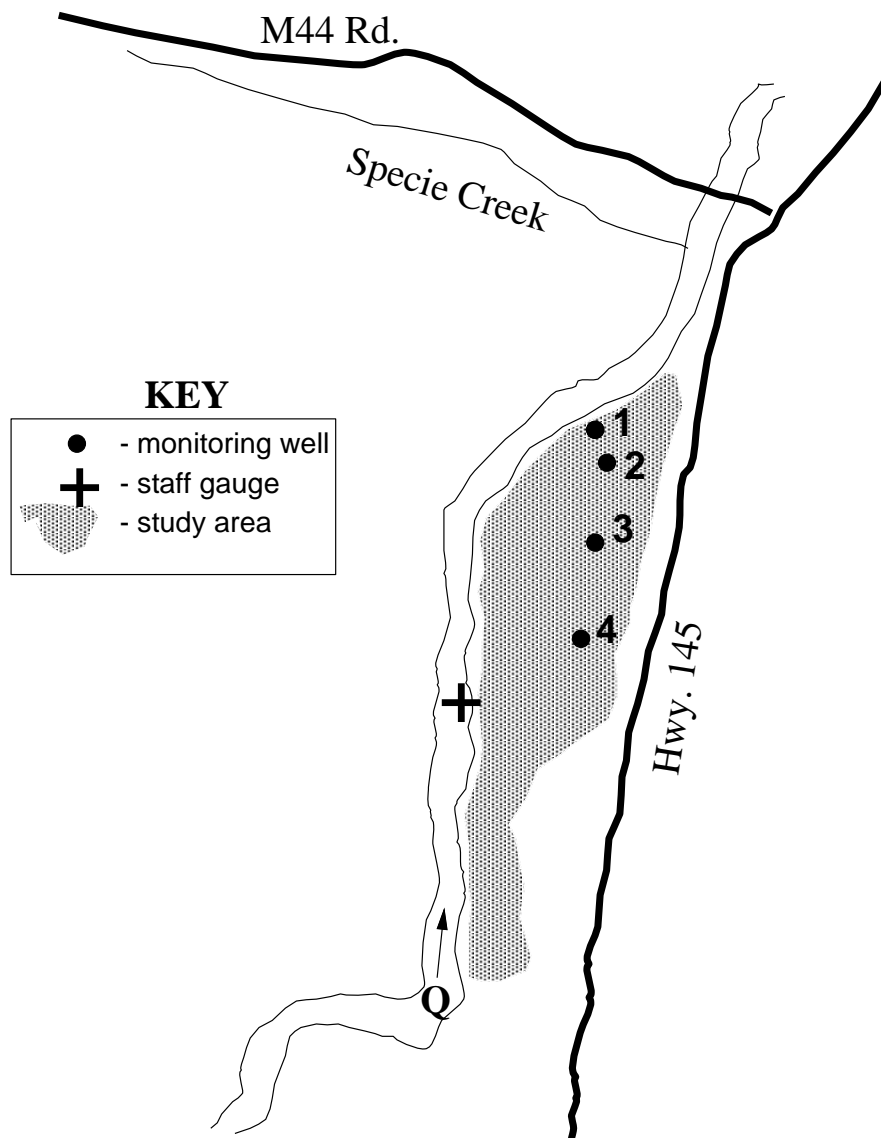 M44 Rd.
Specie Creek
KEY
- monitoring well
- staff gauge
- study area
1
2
3
4
Hwy. 145
Q